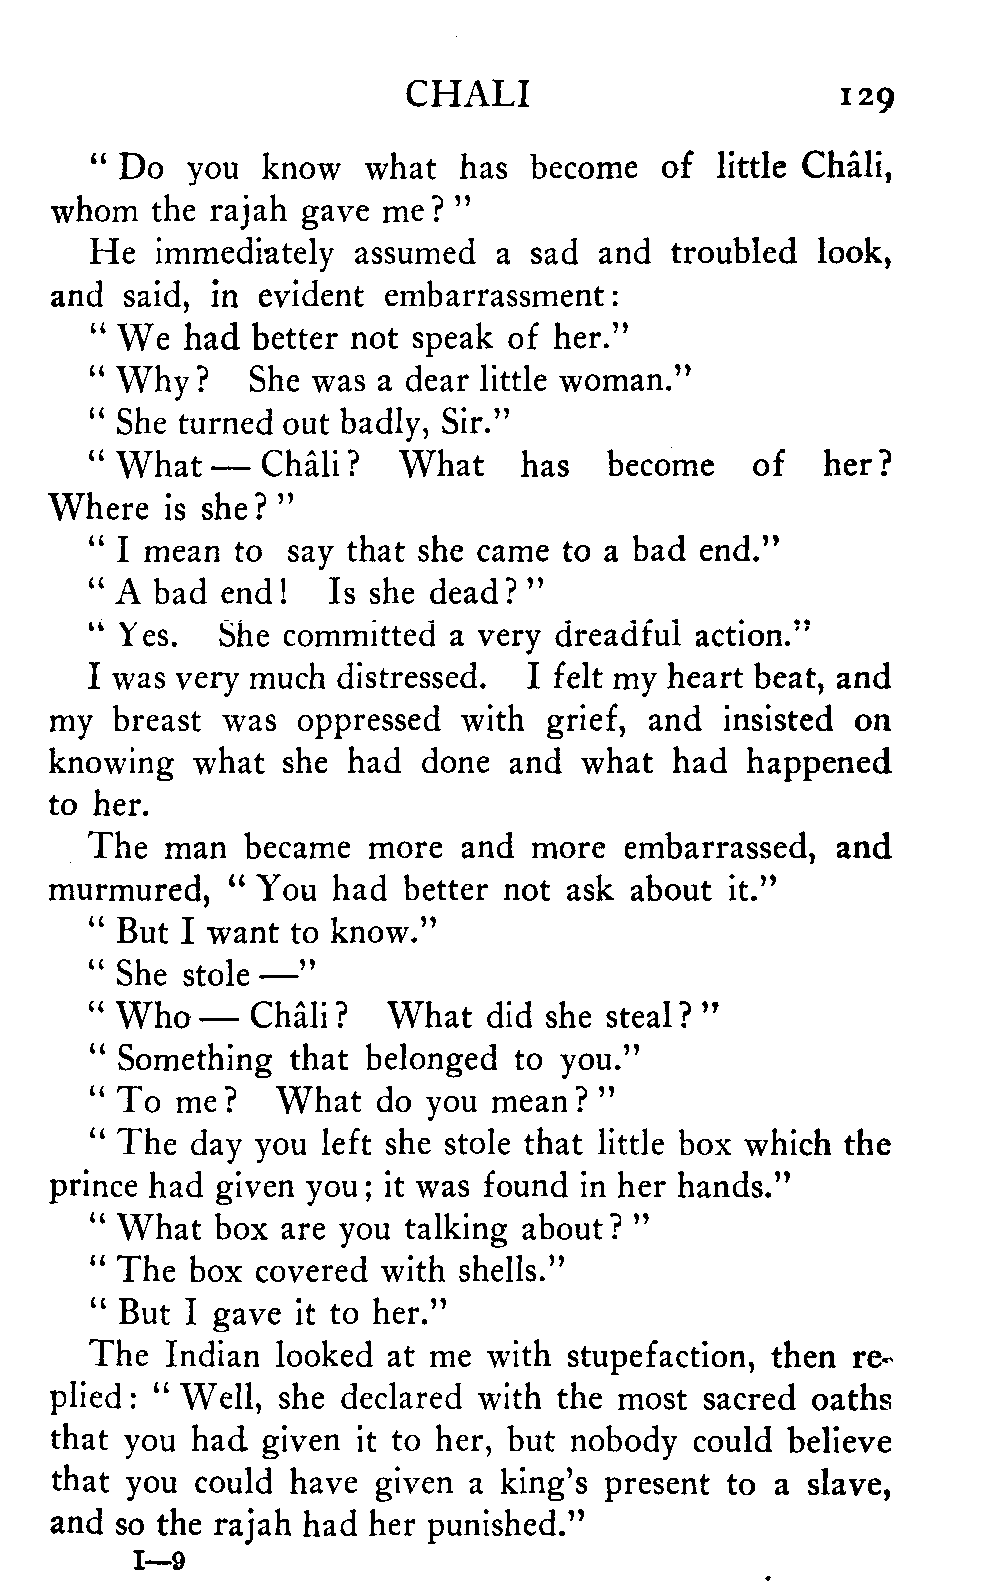 CHALI 129
“ Do you know what has become of little Châli,
whom the rajah gave me? ”
He immediately assumed a sad and troubled look,
and said, in evident embarrassment:
“ We had better not speak of her.”
“ Why? She was a dear little woman.”
“ She turned out badly, Sir.”
“ What — Châli? What has become of her?
Where is she? ”
“ I mean to say that she came to a bad end.”
“ A bad end! Is she dead? ”
“ Yes. She committed a very dreadful action.”
I was very much distressed. I felt my heart beat, and
my breast was oppressed with grief, and insisted on
knowing what she had done and what had happened
to her.
The man became more and more embarrassed, and
murmured, “ You had better not ask about it.”
“ But I want to know.”
“ She stole —”
“ Who — Châli? What did she steal? ”
“ Something that belonged to you.”
“ To me? What do you mean? ”
“ The day you left she stole that little box which the
prince had given you; it was found in her hands.”
“ What box are you talking about? ”
“ The box covered with shells.”
“ But I gave it to her.”
The Indian looked at me with stupefaction, then re-
plied: “ Well, she declared with the most sacred oaths
that you had given it to her, but nobody could believe
that you could have given a king's present to a slave,
and so the rajah had her punished.”
I—9